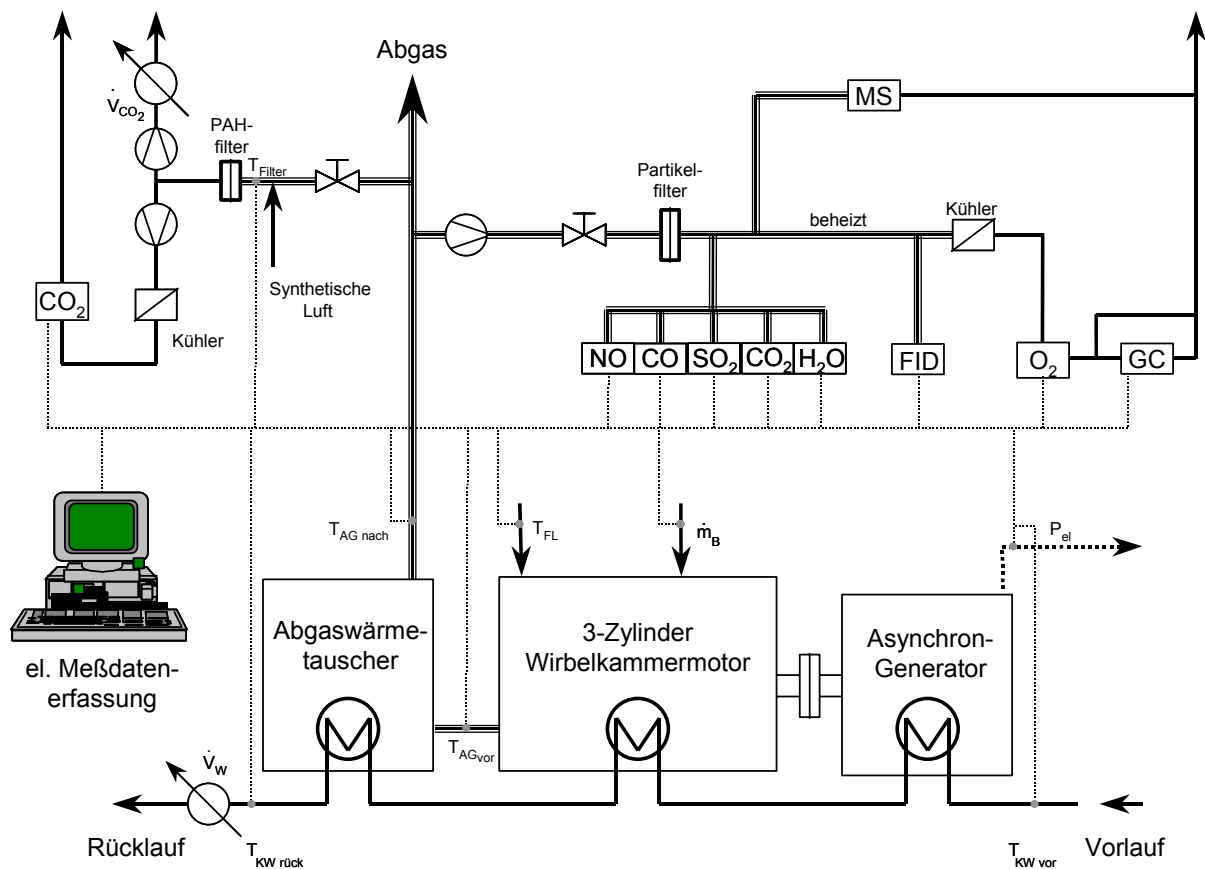 Abgas
MS
V̇CO₂
PAH-
filter
TFilter
Partikel-
filter
beheizt
Kühler
Synthetische
Luft
CO₂
Kühler
NO
CO
SO₂
CO₂
H₂O
FID
O₂
GC
TAG nach
TFL
ṁB
Pel
Abgaswärme-
tauscher
3-Zylinder
Wirbelkammermotor
Asynchron-
Generator
el. Meßdaten-
erfassung
TAGvor
V̇W
Rücklauf
TKW rück
TKW vor
Vorlauf